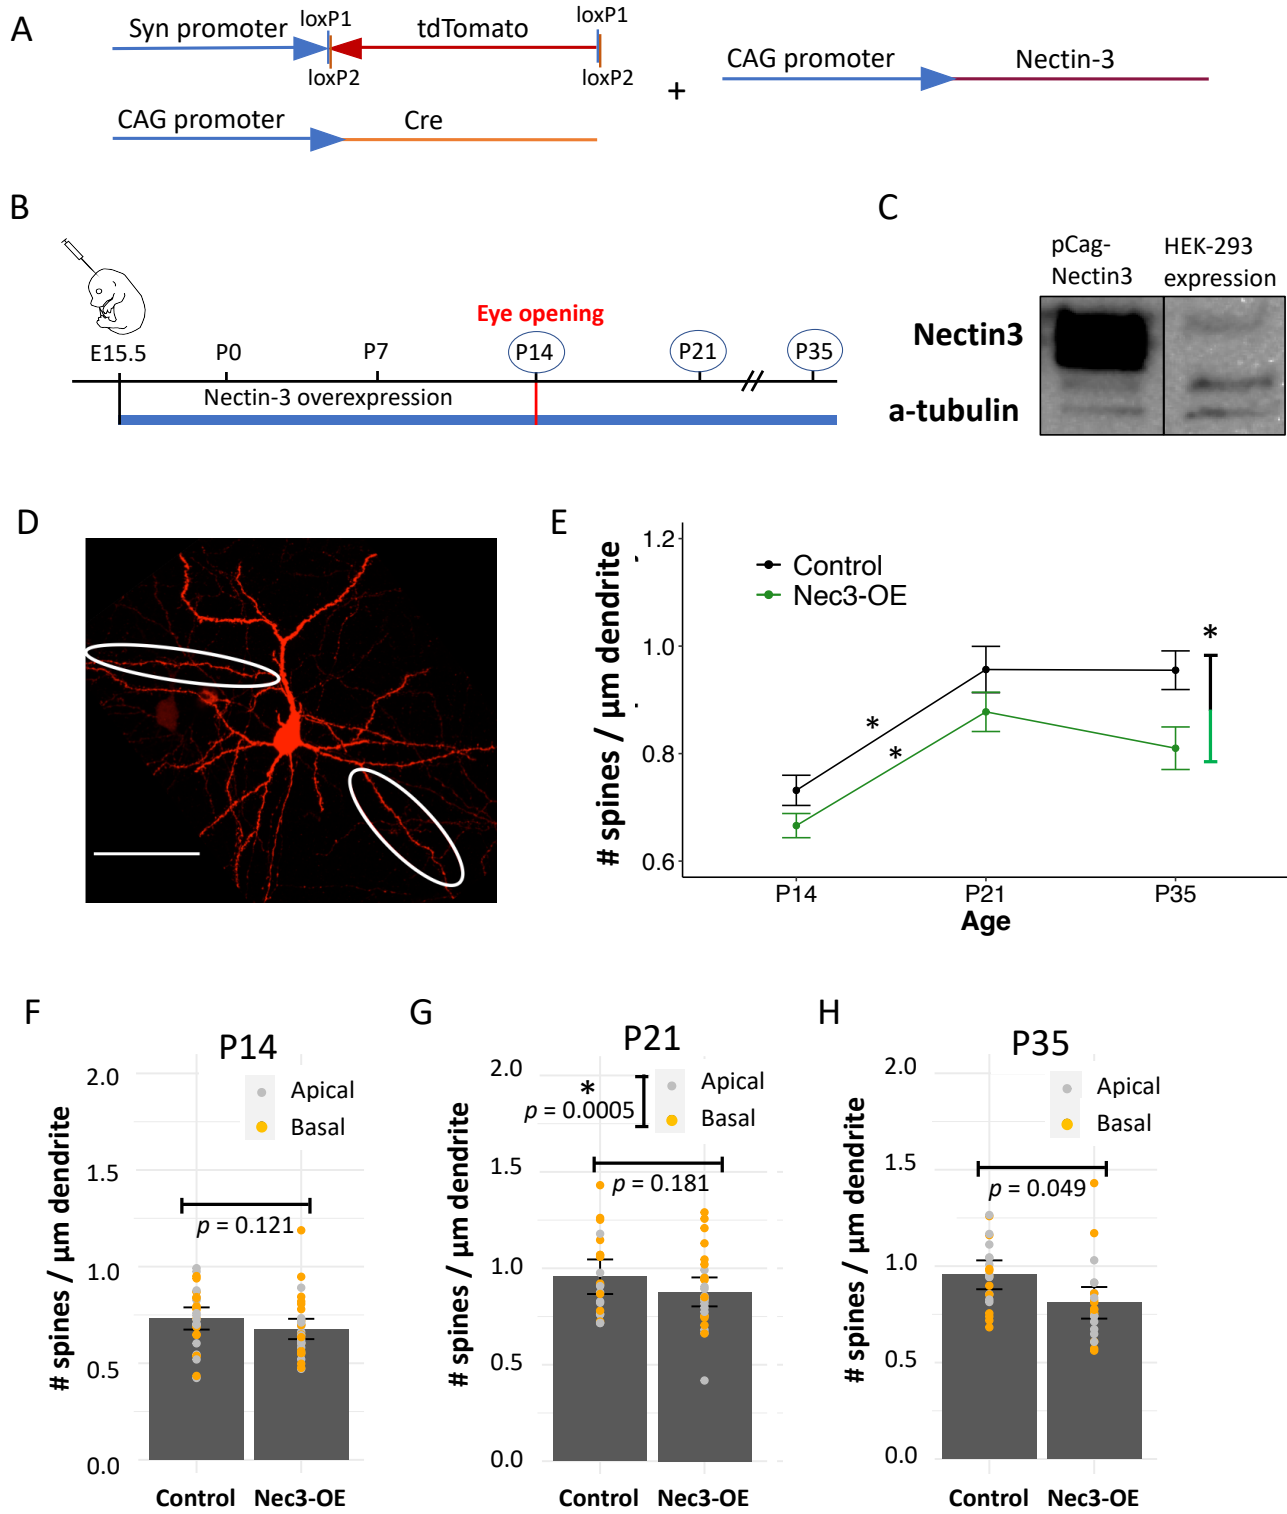 A
Syn promoter
loxP1
tdTomato
loxP1
loxP2
loxP2
CAG promoter
Nectin-3
+
CAG promoter
Cre
B
E15.5
P0
P7
Eye opening
P14
P21
P35
Nectin-3 overexpression
C
pCag-
Nectin3
HEK-293
expression
Nectin3
a-tubulin
D
E
# spines / µm dendrite
1.2
1.0
0.8
0.6
Control
Nec3-OE
*
*
*
P14
P21
P35
Age
F
P14
# spines / µm dendrite
2.0
1.5
1.0
0.5
0.0
Apical
Basal
p = 0.121
Control
Nec3-OE
G
P21
# spines / µm dendrite
2.0
1.5
1.0
0.5
0.0
*
p = 0.0005
Apical
Basal
p = 0.181
Control
Nec3-OE
H
P35
# spines / µm dendrite
2.0
1.5
1.0
0.5
0.0
Apical
Basal
p = 0.049
Control
Nec3-OE